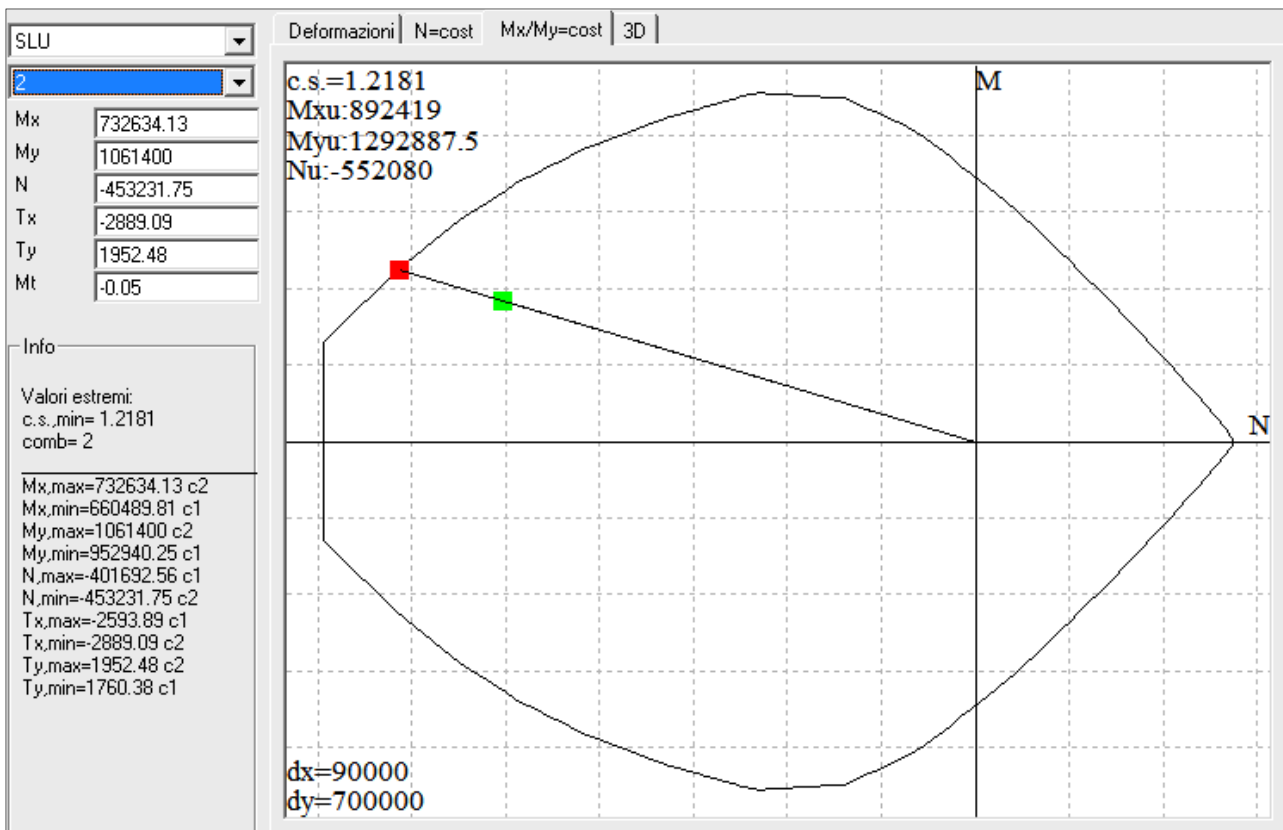 SLU
2
Mx 732634.13
My 1061400
N -453231.75
Tx -2889.09
Ty 1952.48
Mt -0.05
Info
Valori estremi:
c.s.,min= 1.2181
comb= 2
Mx,max=732634.13 c2
Mx,min=660489.81 c1
My,max=1061400 c2
My,min=952940.25 c1
N,max=-401692.56 c1
N,min=-453231.75 c2
Tx,max=-2593.89 c1
Tx,min=-2889.09 c2
Ty,max=1952.48 c2
Ty,min=1760.38 c1
Deformazioni N=cost Mx/My=cost 3D
c.s.=1.2181
Mxu:892419
Myu:1292887.5
Nu:-552080
M
N
dx=90000
dy=700000